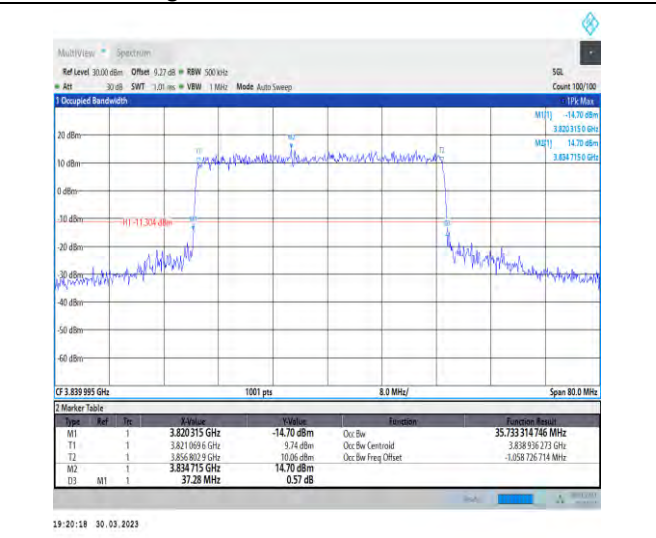 MultiView Spectrum
Ref Level 30.00 dBm Offset 9.27 dB RBW 500 kHz SGL
Att 30 dB SWT 1.01 ms VBW 1 MHz Mode Auto Sweep Count 100/100
1 Occupied Bandwidth 1Pk Max
M1[1] -14.70 dBm
3.820 315 0 GHz
M2[1] 14.70 dBm
3.834 715 0 GHz
20 dBm
10 dBm
0 dBm
-10 dBm
H1 -11.304 dBm
-20 dBm
-30 dBm
-40 dBm
-50 dBm
-60 dBm
T1
M2
T2
CF 3.839 995 GHz 1001 pts 8.0 MHz/ Span 80.0 MHz
2 Marker Table
Type Ref Trc X-Value Y-Value Function Function Result
M1 1 3.820 315 GHz -14.70 dBm Occ Bw 35.733 314 746 MHz
T1 1 3.821 069 6 GHz 9.74 dBm Occ Bw Centroid 3.838 936 273 GHz
T2 1 3.856 802 9 GHz 10.06 dBm Occ Bw Freq Offset -1.058 726 714 MHz
M2 1 3.834 715 GHz 14.70 dBm
D3 M1 1 37.28 MHz 0.57 dB
19:20:18 30.03.2023